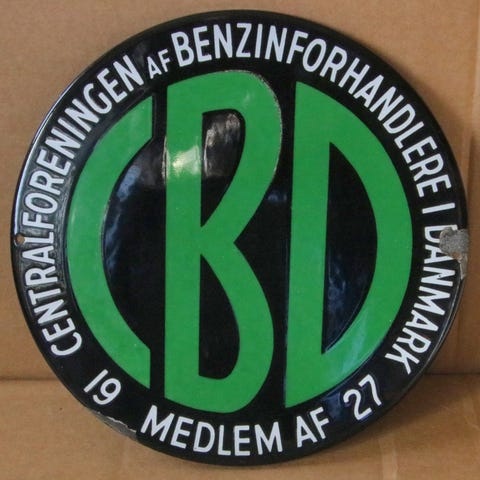 CENTRALFORENINGEN AF BENZINFORHANDLERE I DANMARK
CBD
19 MEDLEM AF 27